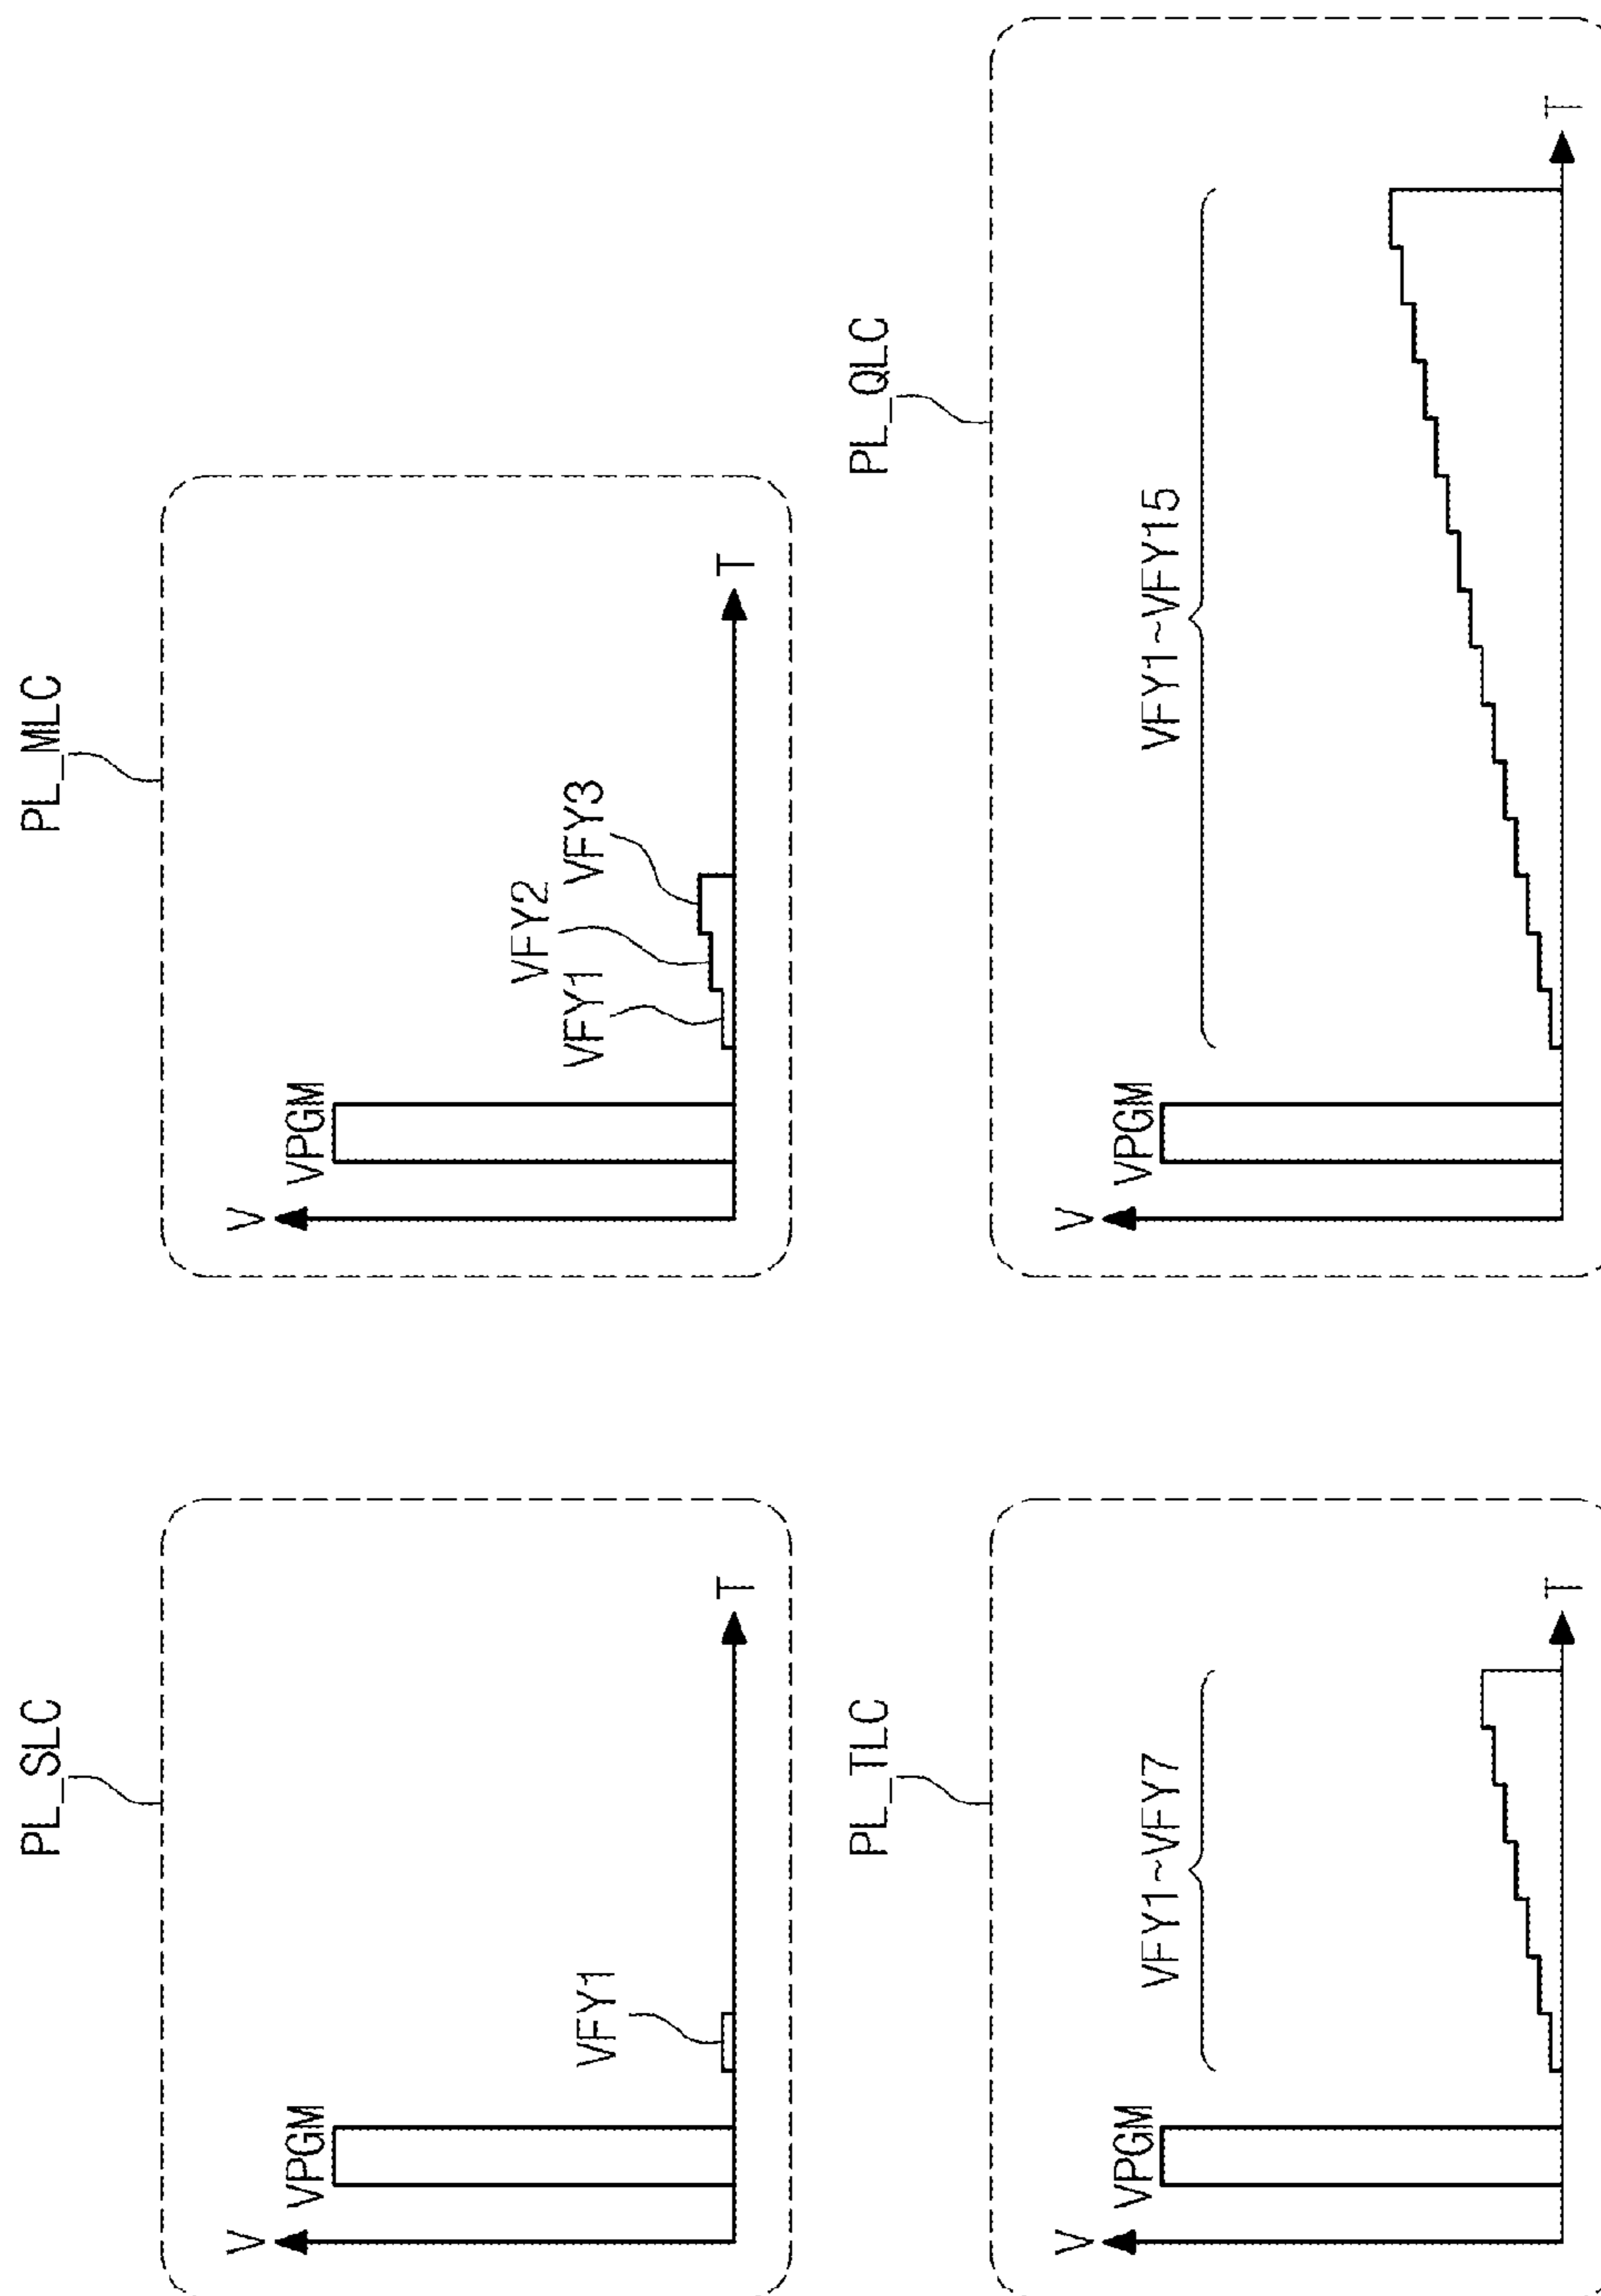 PL_SLC
V
VPGM
VFY1
T
PL_MLC
V
VPGM
VFY1
VFY2
VFY3
T
PL_TLC
V
VPGM
VFY1~VFY7
T
PL_QLC
V
VPGM
VFY1~VFY15
T